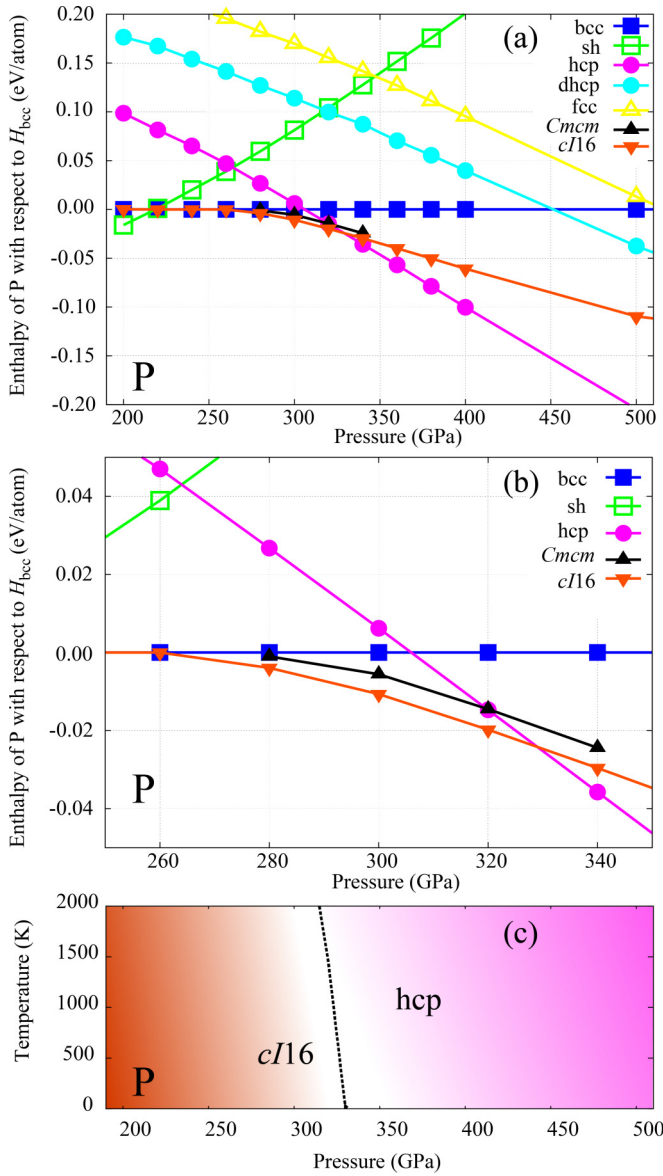 Enthalpy of P with respect to Hbcc (eV/atom)
0.20
0.15
0.10
0.05
0.00
-0.05
-0.10
-0.15
-0.20
(a)
bcc
sh
hcp
dhcp
fcc
Cmcm
cI16
P
200 250 300 350 400 450 500
Pressure (GPa)
Enthalpy of P with respect to Hbcc (eV/atom)
0.04
0.02
0.00
-0.02
-0.04
(b)
bcc
sh
hcp
Cmcm
cI16
P
260 280 300 320 340
Pressure (GPa)
Temperature (K)
2000
1500
1000
500
0
(c)
hcp
cI16
P
200 250 300 350 400 450 500
Pressure (GPa)